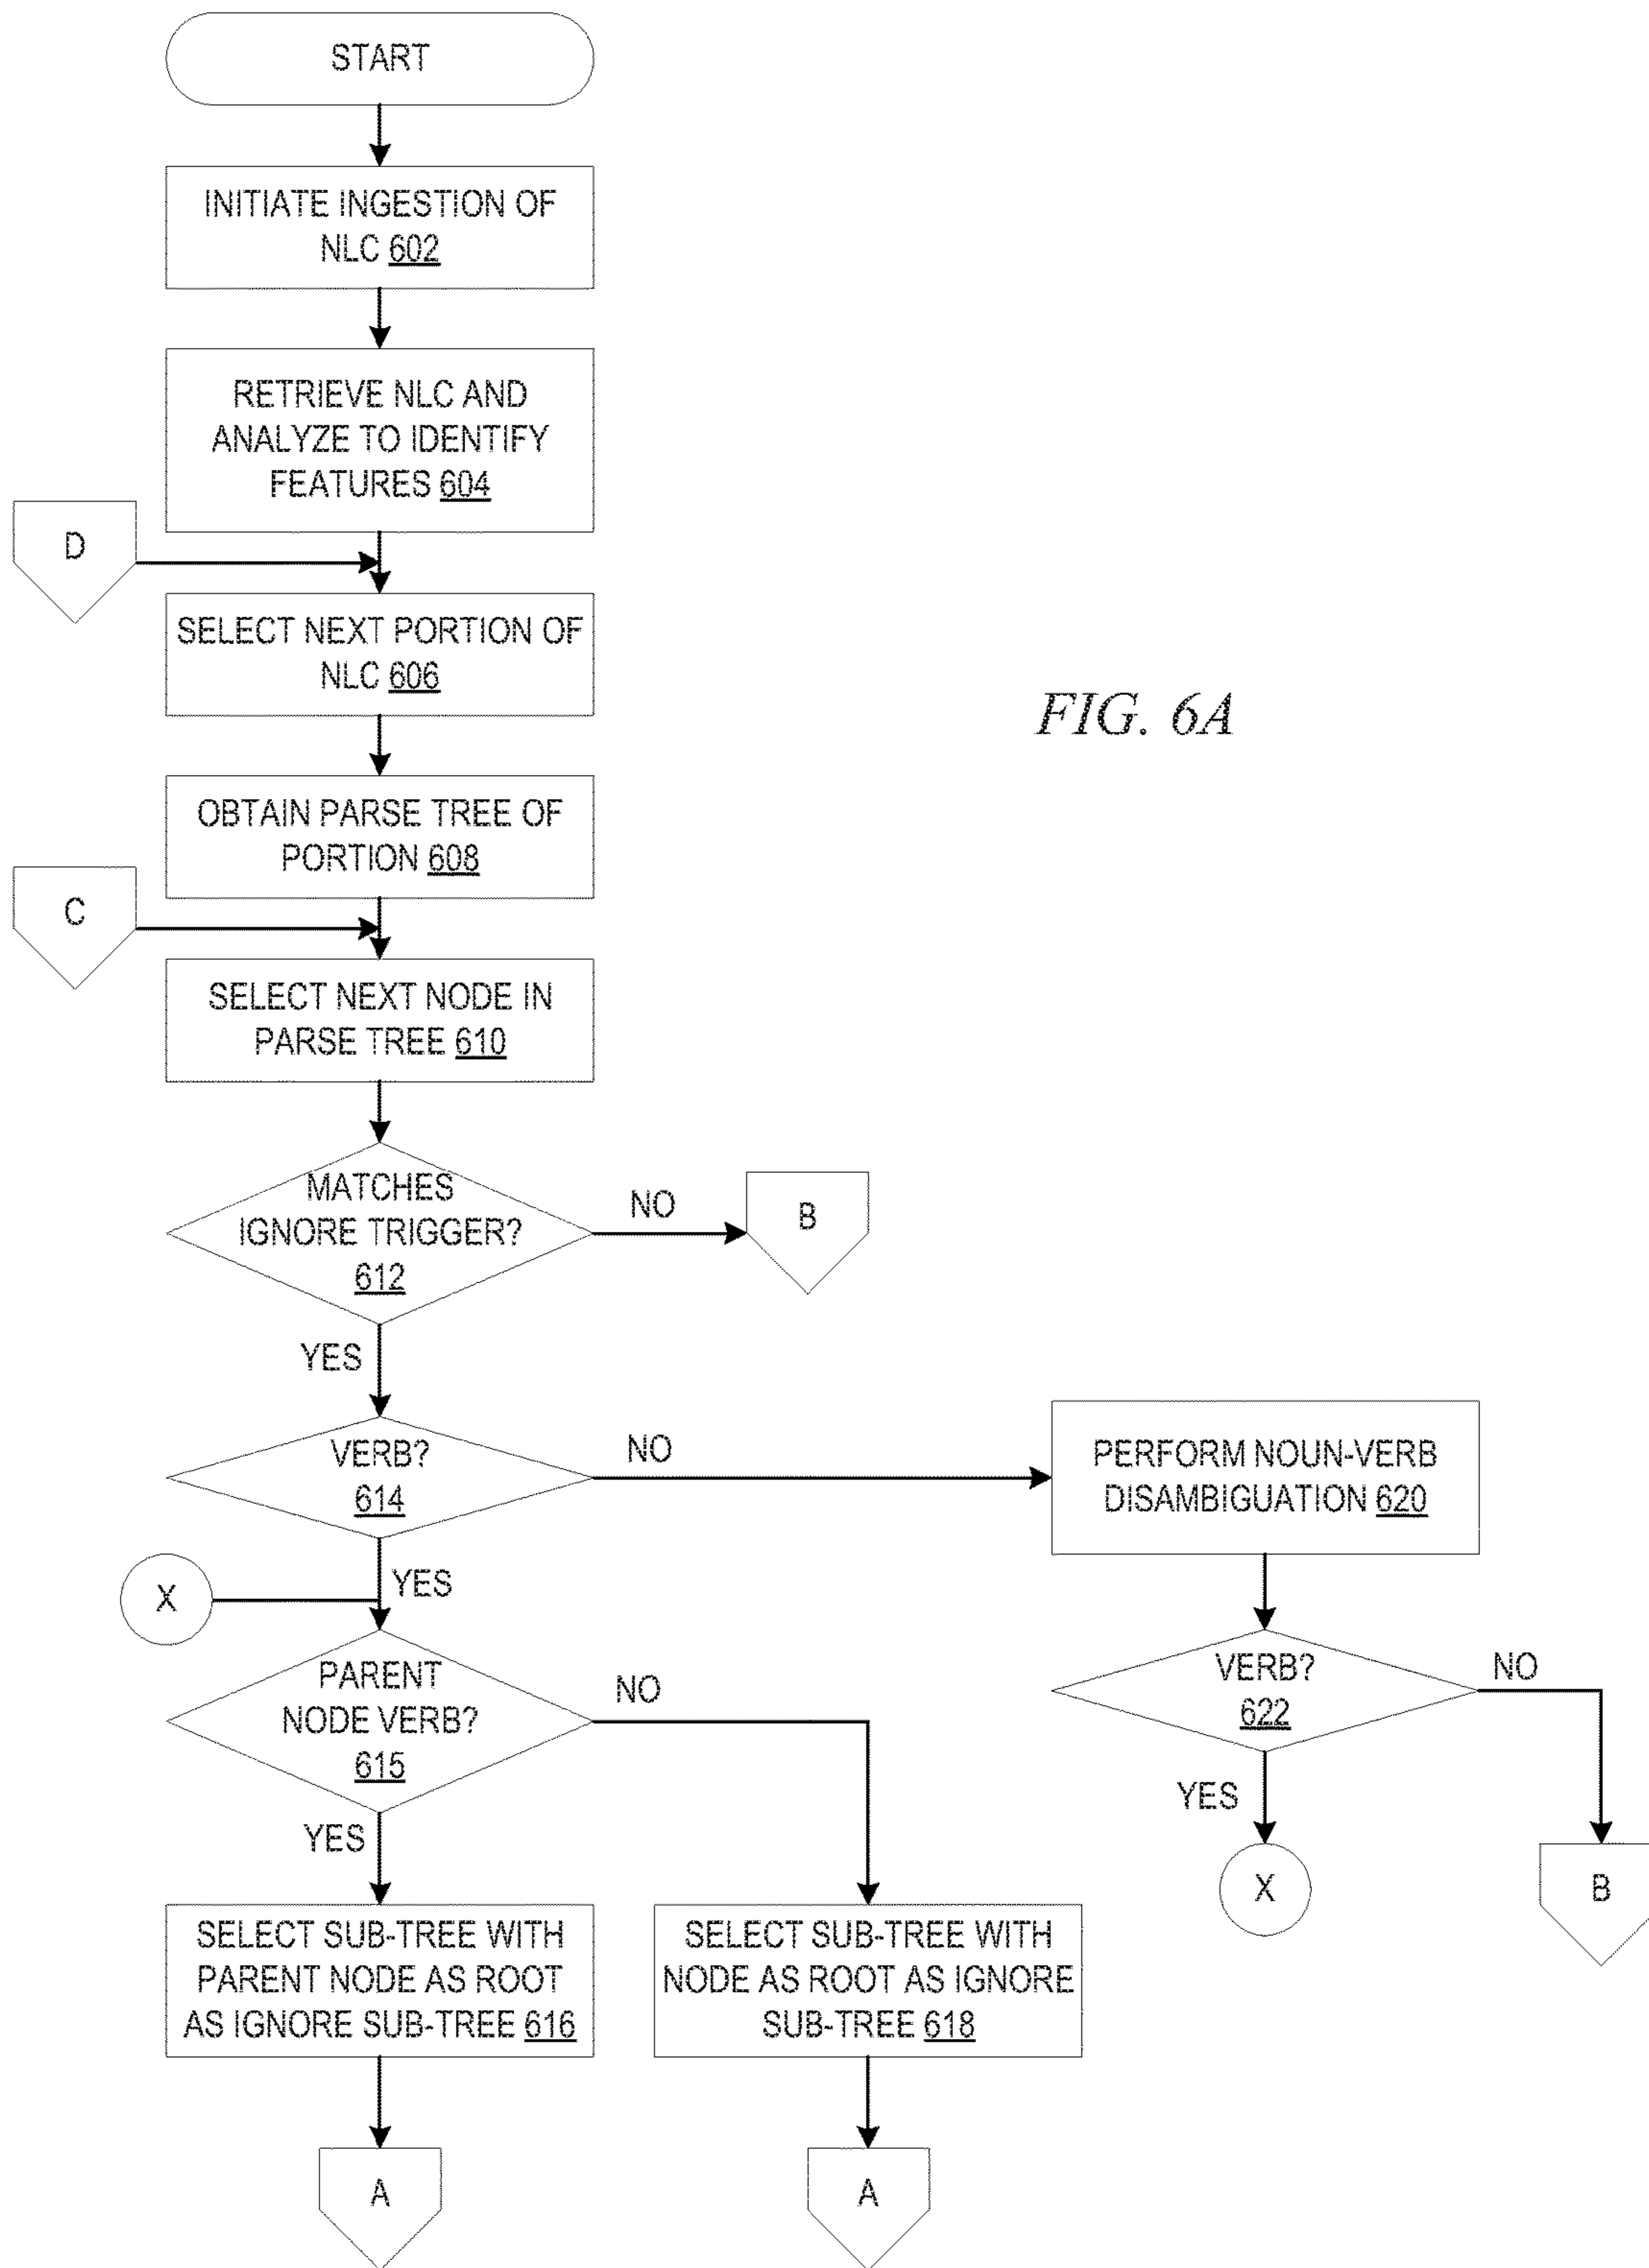 START
INITIATE INGESTION OF
NLC 602
RETRIEVE NLC AND
ANALYZE TO IDENTIFY
FEATURES 604
D
SELECT NEXT PORTION OF
NLC 606
FIG. 6A
OBTAIN PARSE TREE OF
PORTION 608
C
SELECT NEXT NODE IN
PARSE TREE 610
MATCHES
IGNORE TRIGGER?
612
NO
B
YES
VERB?
614
NO
PERFORM NOUN-VERB
DISAMBIGUATION 620
X
YES
PARENT
NODE VERB?
615
NO
VERB?
622
NO
YES
YES
X
B
SELECT SUB-TREE WITH
PARENT NODE AS ROOT
AS IGNORE SUB-TREE 616
SELECT SUB-TREE WITH
NODE AS ROOT AS IGNORE
SUB-TREE 618
A
A